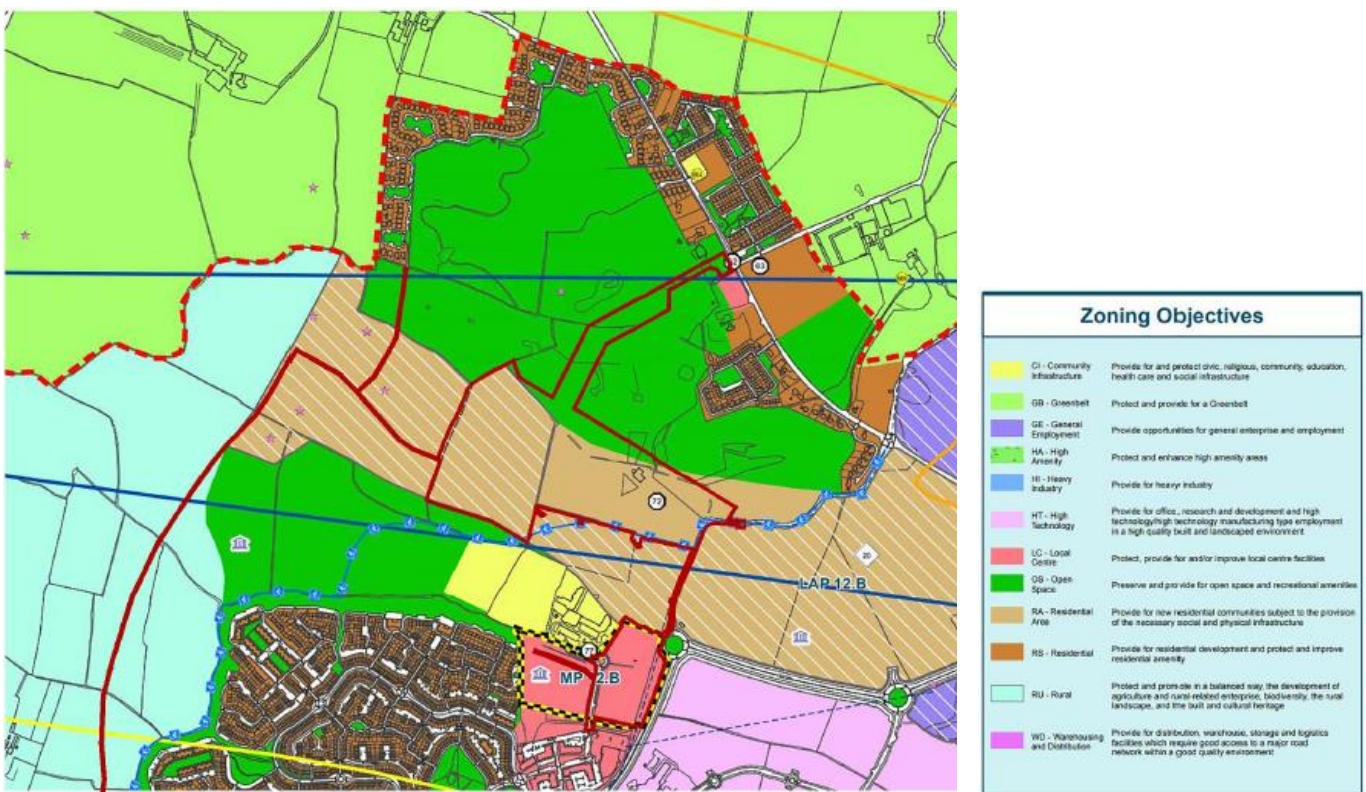 63
72
20
LAP 12.B
77
MP 12.B
Zoning Objectives
CI - Community
Infrastructure
Provide for and protect civic, religious, community, education,
health care and social infrastructure
GB - Greenbelt
Protect and provide for a Greenbelt
GE - General
Employment
Provide opportunities for general enterprise and employment
HA - High
Amenity
Protect and enhance high amenity areas
HI - Heavy
Industry
Provide for heavy industry
HT - High
Technology
Provide for office, research and development and high
technology/high technology manufacturing type employment
in a high quality built and landscaped environment
LC - Local
Centre
Protect, provide for and/or improve local centre facilities
OS - Open
Space
Preserve and provide for open space and recreational amenities
RA - Residential
Area
Provide for new residential communities subject to the provision
of the necessary social and physical infrastructure
RS - Residential
Provide for residential development and protect and improve
residential amenity
RU - Rural
Protect and promote in a balanced way, the development of
agriculture and rural-related enterprise, biodiversity, the rural
landscape, and the built and cultural heritage
WD - Warehousing
and Distribution
Provide for distribution, warehouse, storage and logistics
facilities which require good access to a major road
network within a good quality environment